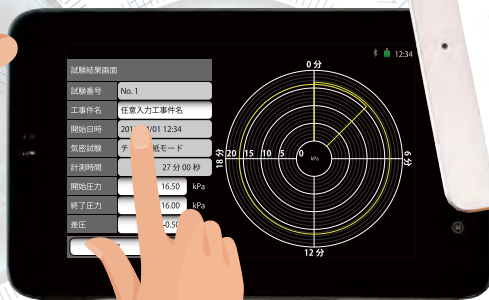 12:34
試験結果画面
試験番号 No. 1
工事件名 任意入力工事件名
開始日時 /01 12:34
気密試験 モード
計測時間 27 分 00 秒
開始圧力 16.50 kPa
終了圧力 16.00 kPa
差圧 -0.50
0 分
6 分
12 分
18 分
20 15 10 5 0
kPa